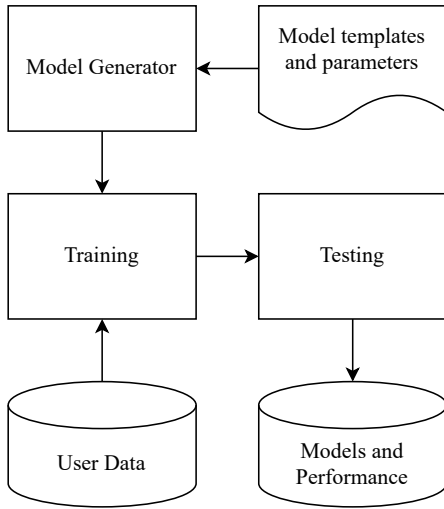 Model Generator
Model templates
and parameters
Training
Testing
User Data
Models and
Performance